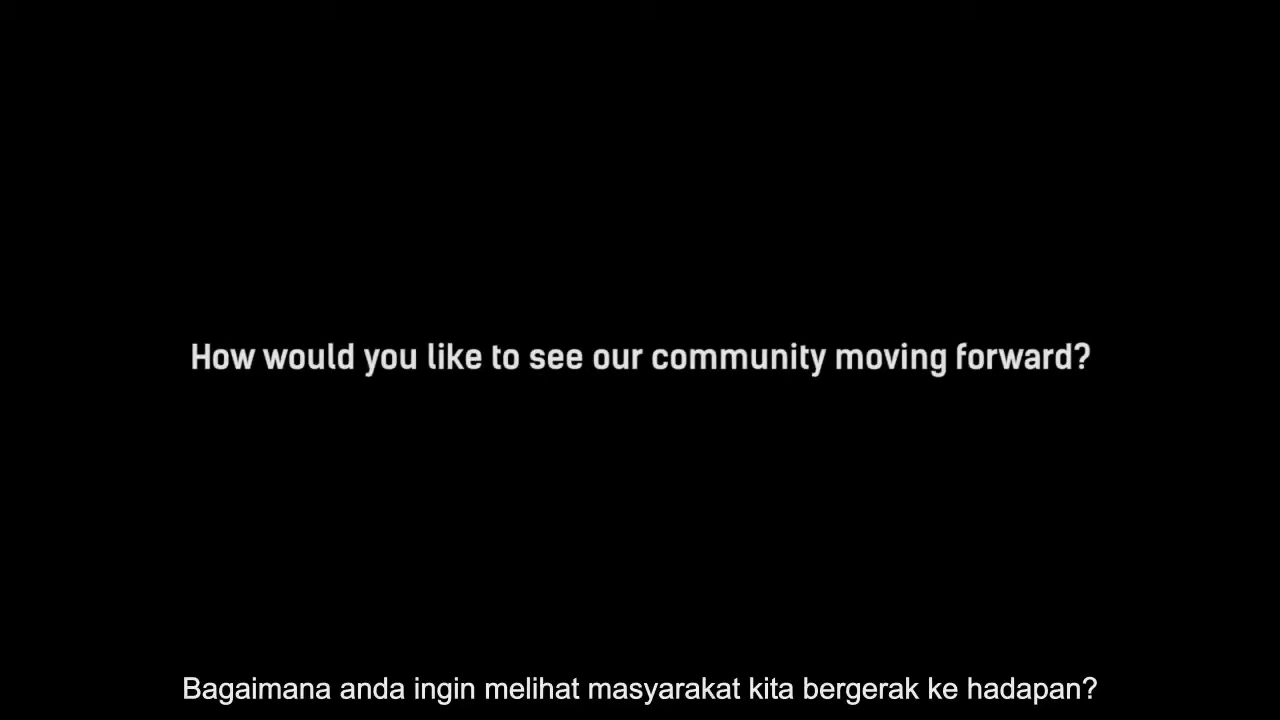 How would you like to see our community moving forward?
Bagaimana anda ingin melihat masyarakat kita bergerak ke hadapan?